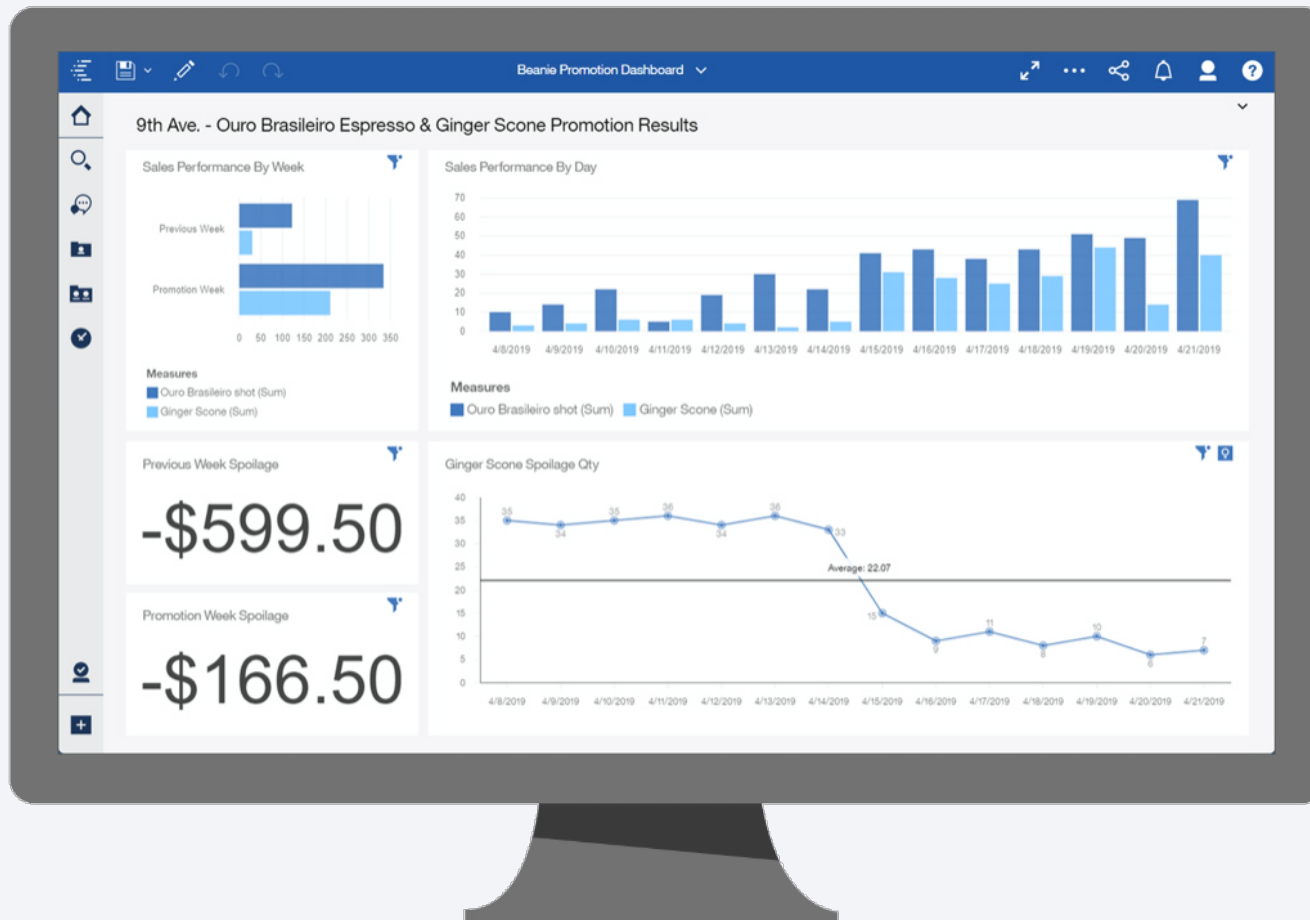 Beanie Promotion Dashboard
?
9th Ave. - Ouro Brasileiro Espresso & Ginger Scone Promotion Results
Sales Performance By Week
Previous Week
Promotion Week
0 50 100 150 200 250 300 350
Measures
Ouro Brasileiro shot (Sum)
Ginger Scone (Sum)
Sales Performance By Day
70
60
50
40
30
20
10
0
4/8/2019 4/9/2019 4/10/2019 4/11/2019 4/12/2019 4/13/2019 4/14/2019 4/15/2019 4/16/2019 4/17/2019 4/18/2019 4/19/2019 4/20/2019 4/21/2019
Measures
Ouro Brasileiro shot (Sum) Ginger Scone (Sum)
Previous Week Spoilage
-$599.50
Promotion Week Spoilage
-$166.50
Ginger Scone Spoilage Qty
40
35
30
25
20
15
10
5
0
35 34 35 36 34 36 33 15 9 11 8 10 6 7
Average: 22.07
4/8/2019 4/9/2019 4/10/2019 4/11/2019 4/12/2019 4/13/2019 4/14/2019 4/15/2019 4/16/2019 4/17/2019 4/18/2019 4/19/2019 4/20/2019 4/21/2019